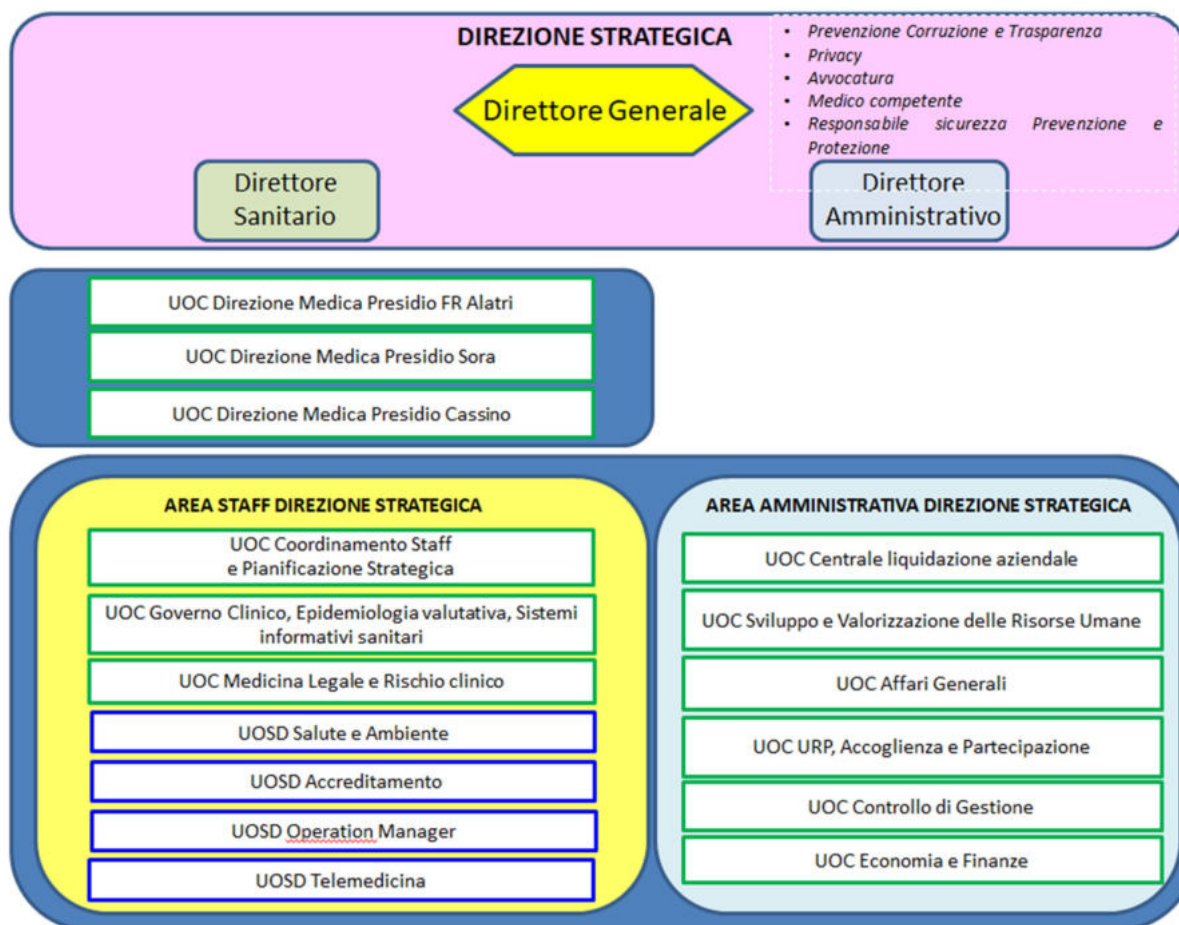 DIREZIONE STRATEGICA
Direttore Generale
• Prevenzione Corruzione e Trasparenza
• Privacy
• Avvocatura
• Medico competente
• Responsabile sicurezza Prevenzione e
Protezione
Direttore
Sanitario
Direttore
Amministrativo
UOC Direzione Medica Presidio FR Alatri
UOC Direzione Medica Presidio Sora
UOC Direzione Medica Presidio Cassino
AREA STAFF DIREZIONE STRATEGICA
UOC Coordinamento Staff
e Pianificazione Strategica
UOC Governo Clinico, Epidemiologia valutativa, Sistemi
informativi sanitari
UOC Medicina Legale e Rischio clinico
UOSD Salute e Ambiente
UOSD Accreditamento
UOSD Operation Manager
UOSD Telemedicina
AREA AMMINISTRATIVA DIREZIONE STRATEGICA
UOC Centrale liquidazione aziendale
UOC Sviluppo e Valorizzazione delle Risorse Umane
UOC Affari Generali
UOC URP, Accoglienza e Partecipazione
UOC Controllo di Gestione
UOC Economia e Finanze